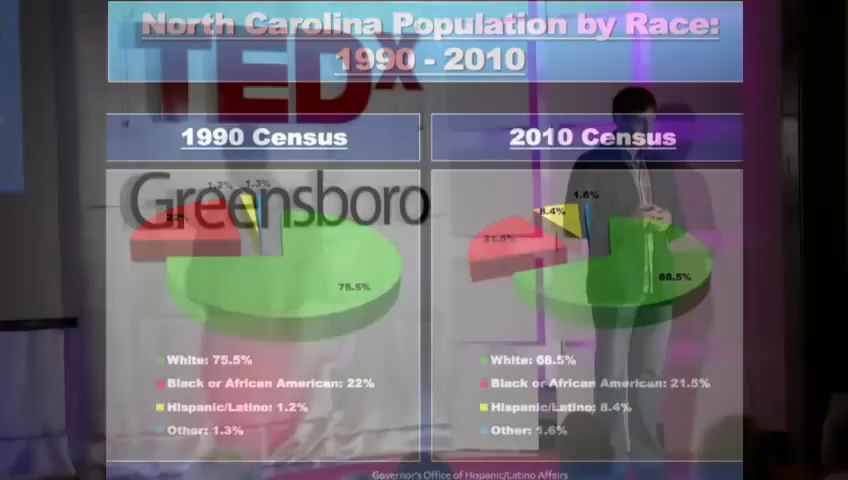 North Carolina Population by Race:
1990 - 2010
TEDx
Greensboro
1990 Census
2010 Census
1.2%
1.3%
22%
75.5%
1.6%
8.4%
21.5%
68.5%
White: 75.5%
Black or African American: 22%
Hispanic/Latino: 1.2%
Other: 1.3%
White: 68.5%
Black or African American: 21.5%
Hispanic/Latino: 8.4%
Other: 1.6%
Governor's Office of Hispanic/Latino Affairs